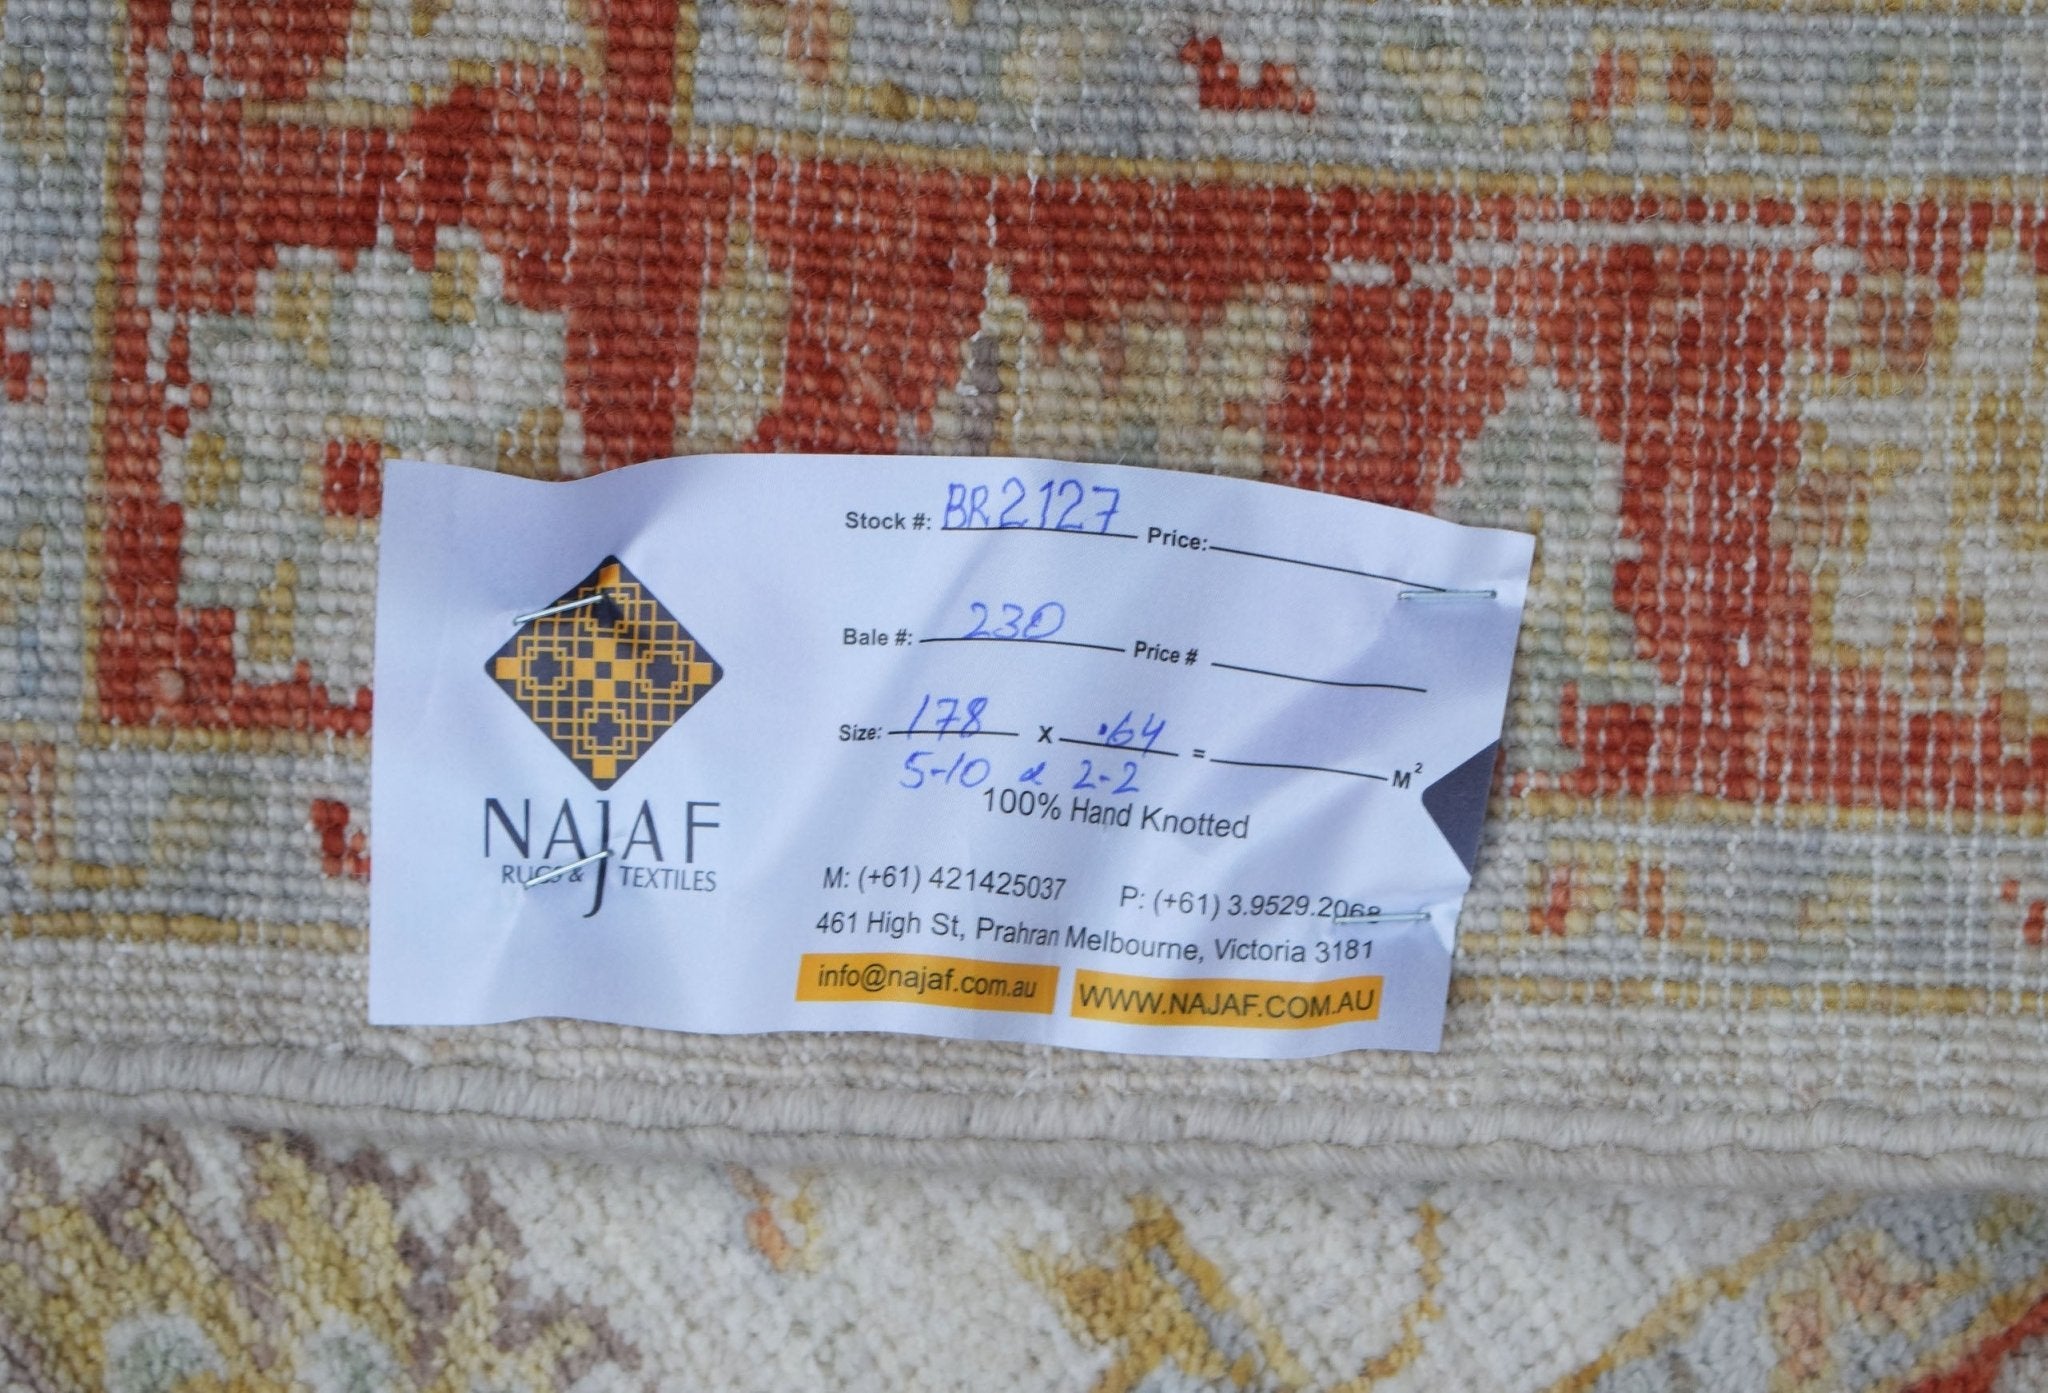 Stock #: BR2127 Price:
Bale #: 230 Price #
Size: 178 x .64 = M²
5-10 x 2-2
100% Hand Knotted
NAJAF
RUGS & TEXTILES
M: (+61) 421425037 P: (+61) 3.9529.2068
461 High St, Prahran Melbourne, Victoria 3181
info@najaf.com.au WWW.NAJAF.COM.AU